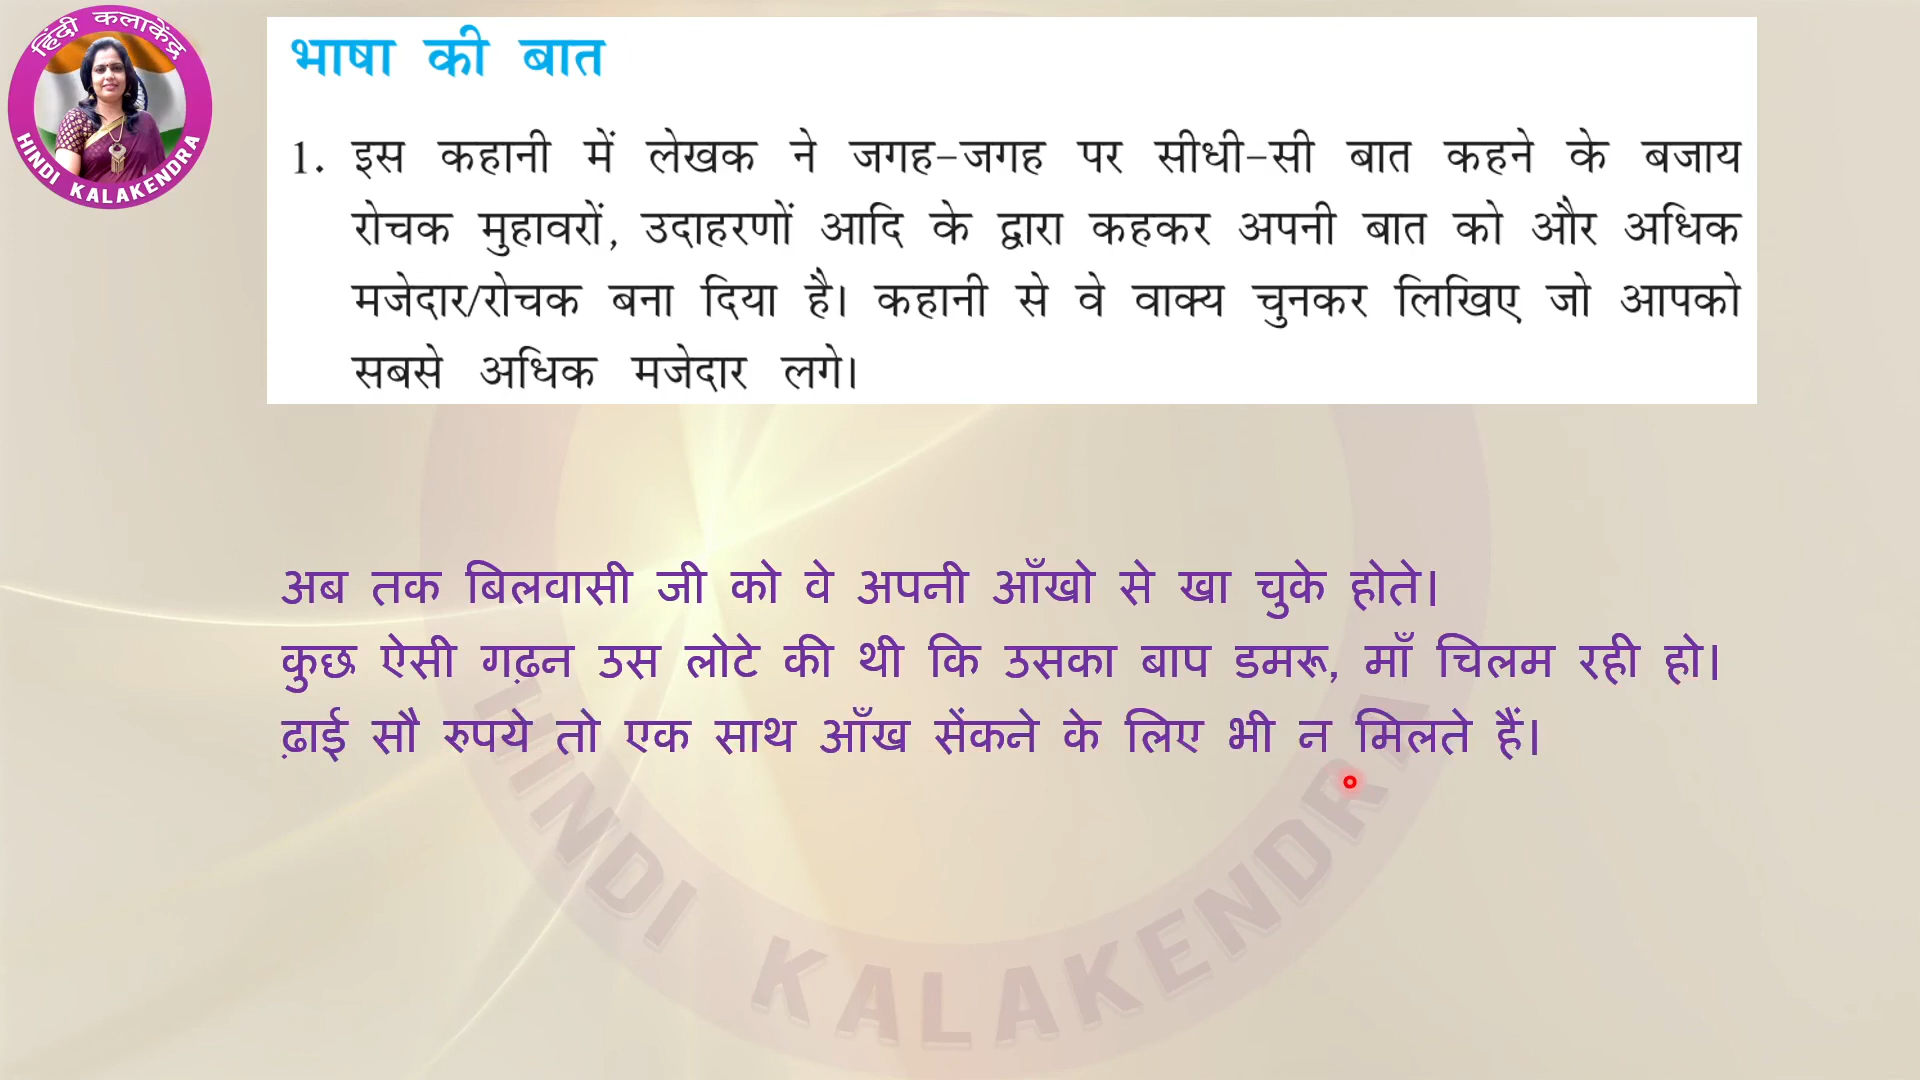 हिंदी कलाकेंद्र
HINDI KALAKENDRA
भाषा की बात
1. इस कहानी में लेखक ने जगह-जगह पर सीधी-सी बात कहने के बजाय
रोचक मुहावरों, उदाहरणों आदि के द्वारा कहकर अपनी बात को और अधिक
मजेदार/रोचक बना दिया है। कहानी से वे वाक्य चुनकर लिखिए जो आपको
सबसे अधिक मजेदार लगे।
अब तक बिलवासी जी को वे अपनी आँखो से खा चुके होते।
कुछ ऐसी गढ़न उस लोटे की थी कि उसका बाप डमरू, माँ चिलम रही हो।
ढ़ाई सौ रुपये तो एक साथ आँख सेंकने के लिए भी न मिलते हैं।
HINDI KALAKENDRA